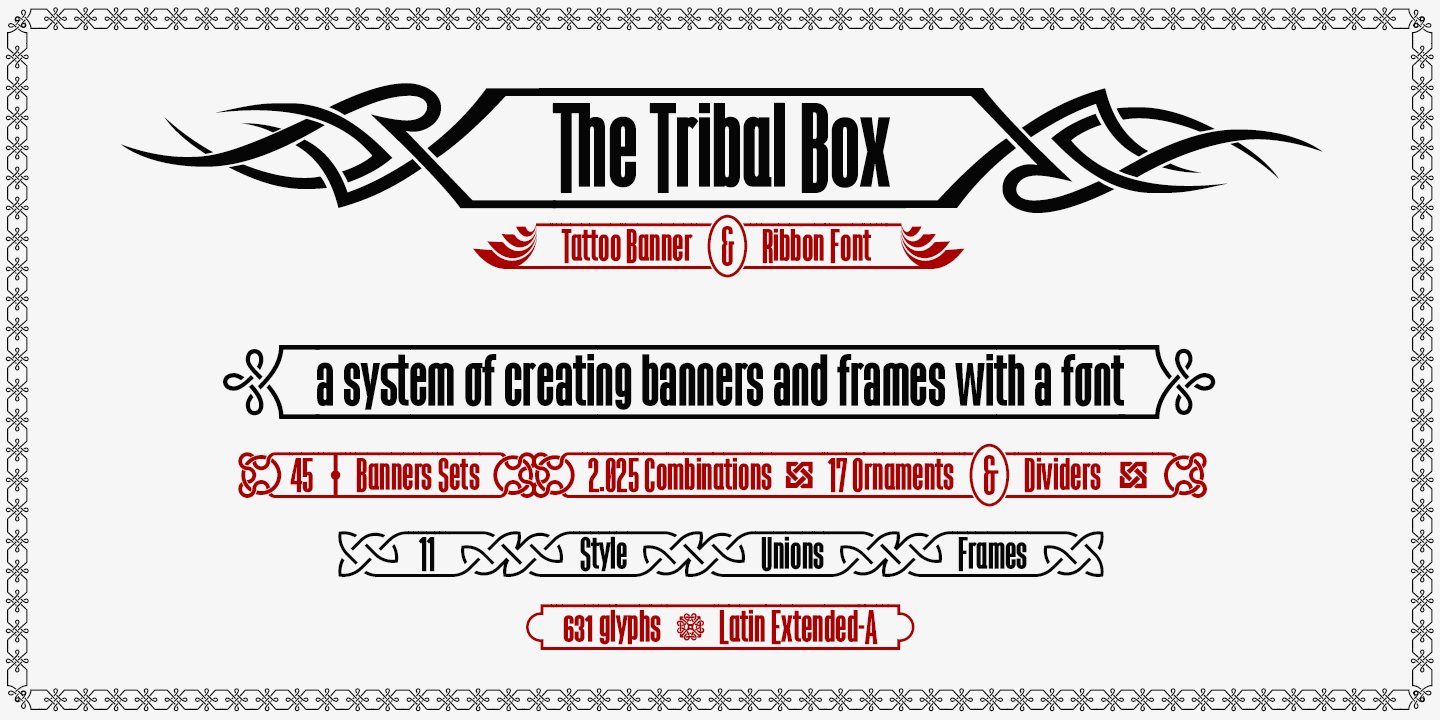 The Tribal Box
Tattoo Banner & Ribbon Font
a system of creating banners and frames with a font
45 Banners Sets 2.025 Combinations 17 Ornaments & Dividers
11 Style Unions Frames
631 glyphs Latin Extended-A